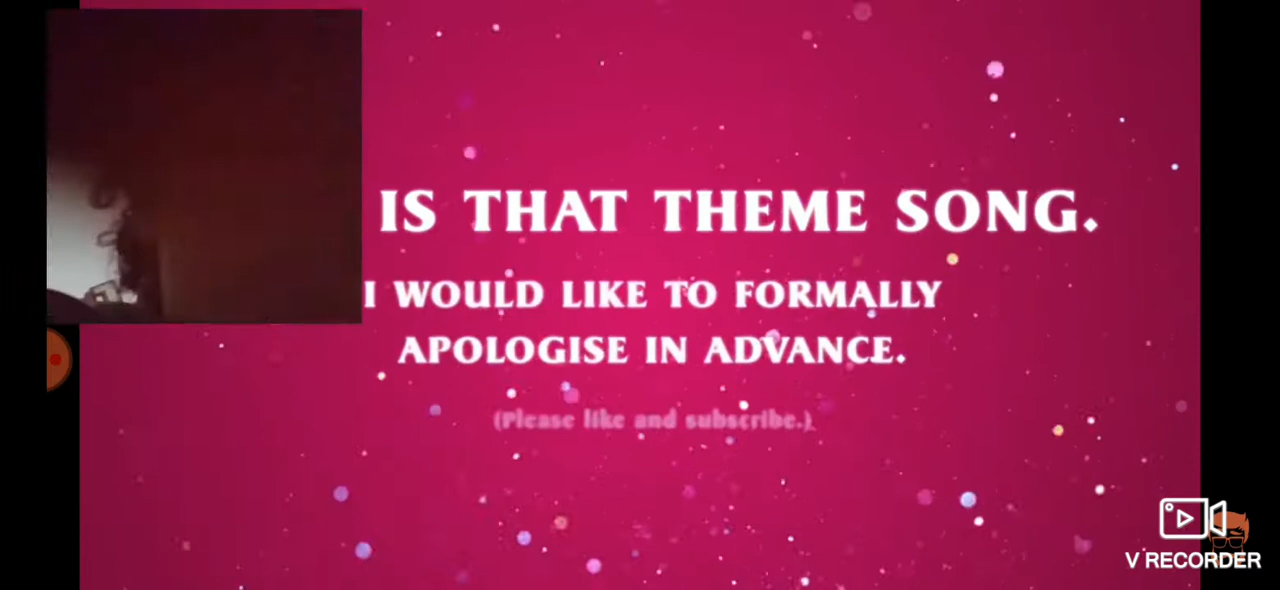 IS THAT THEME SONG.
I WOULD LIKE TO FORMALLY
APOLOGISE IN ADVANCE.
(Please like and subscribe.)
V RECORDER